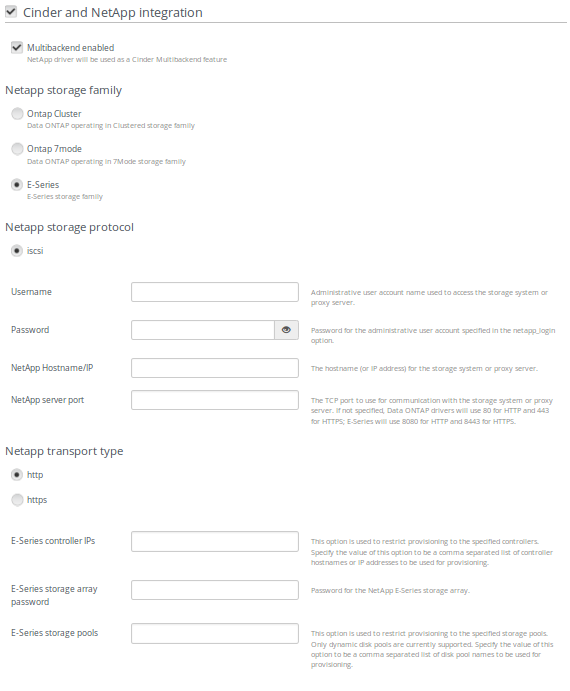 Cinder and NetApp integration
Multibackend enabled
NetApp driver will be used as a Cinder Multibackend feature
Netapp storage family
Ontap Cluster
Data ONTAP operating in Clustered storage family
Ontap 7mode
Data ONTAP operating in 7Mode storage family
E-Series
E-Series storage family
Netapp storage protocol
iscsi
Username
Administrative user account name used to access the storage system or
proxy server.
Password
Password for the administrative user account specified in the netapp_login
option.
NetApp Hostname/IP
The hostname (or IP address) for the storage system or proxy server.
NetApp server port
The TCP port to use for communication with the storage system or proxy
server. If not specified, Data ONTAP drivers will use 80 for HTTP and 443
for HTTPS; E-Series will use 8080 for HTTP and 8443 for HTTPS.
Netapp transport type
http
https
E-Series controller IPs
This option is used to restrict provisioning to the specified controllers.
Specify the value of this option to be a comma separated list of controller
hostnames or IP addresses to be used for provisioning.
E-Series storage array
password
Password for the NetApp E-Series storage array.
E-Series storage pools
This option is used to restrict provisioning to the specified storage pools.
Only dynamic disk pools are currently supported. Specify the value of this
option to be a comma separated list of disk pool names to be used for
provisioning.